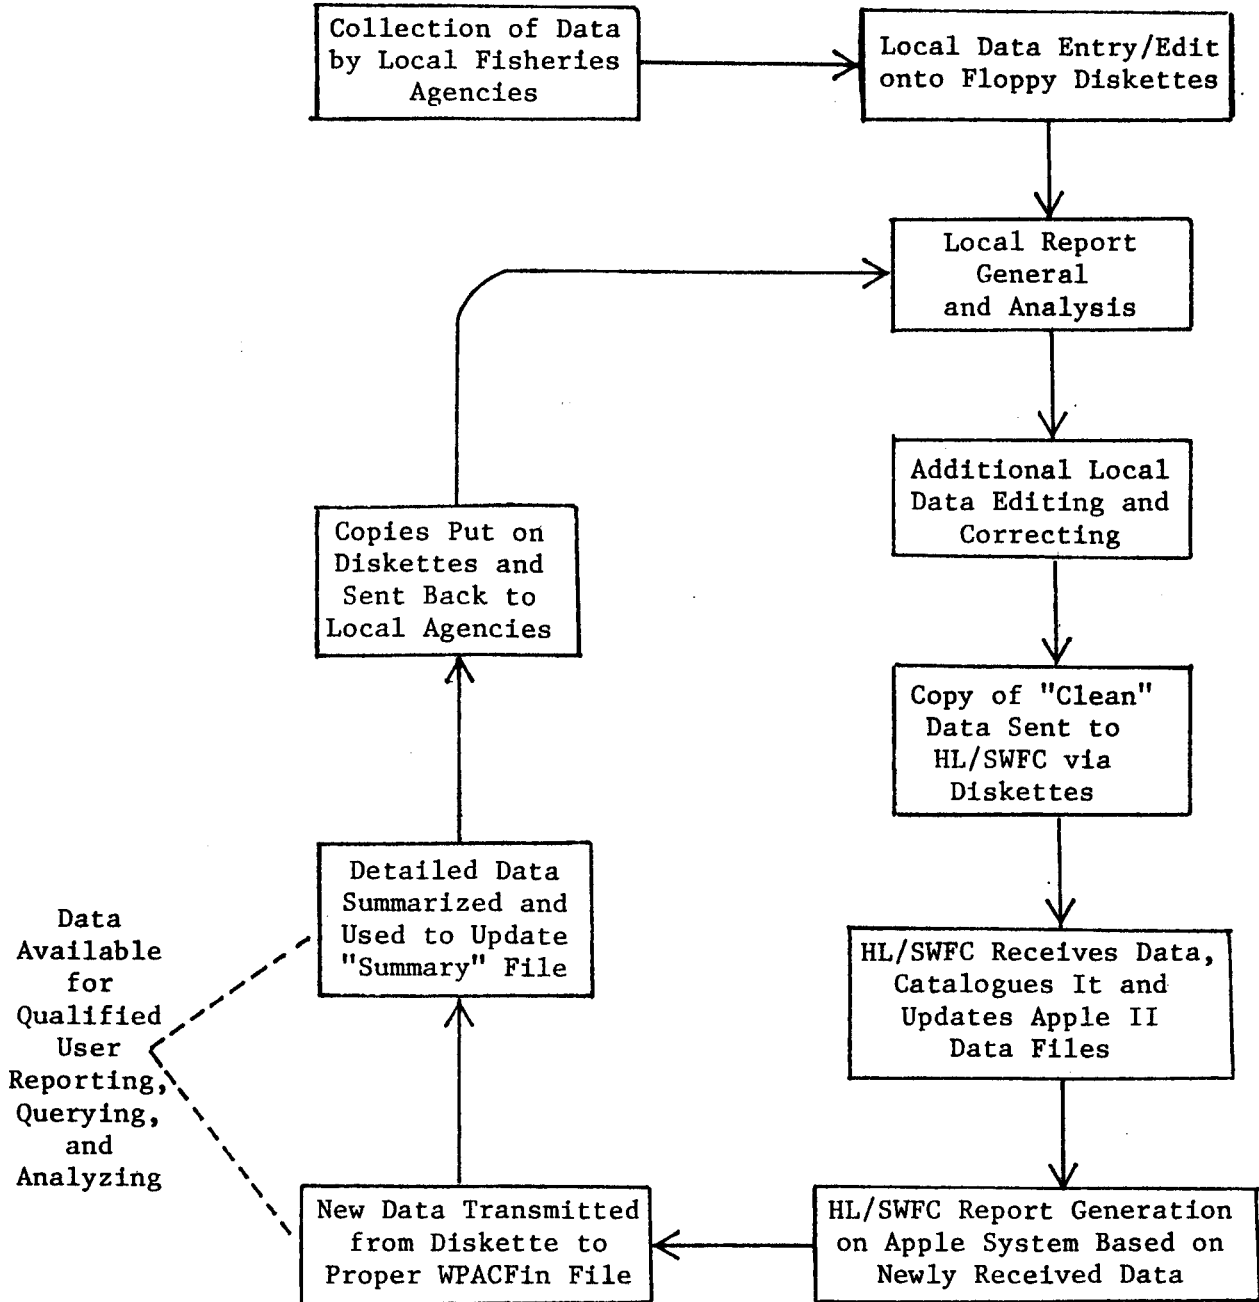 Collection of Data
by Local Fisheries
Agencies
Local Data Entry/Edit
onto Floppy Diskettes
Local Report
General
and Analysis
Additional Local
Data Editing and
Correcting
Copy of "Clean"
Data Sent to
HL/SWFC via
Diskettes
HL/SWFC Receives Data,
Catalogues It and
Updates Apple II
Data Files
HL/SWFC Report Generation
on Apple System Based on
Newly Received Data
New Data Transmitted
from Diskette to
Proper WPACFin File
Detailed Data
Summarized and
Used to Update
"Summary" File
Copies Put on
Diskettes and
Sent Back to
Local Agencies
Data
Available
for
Qualified
User
Reporting,
Querying,
and
Analyzing